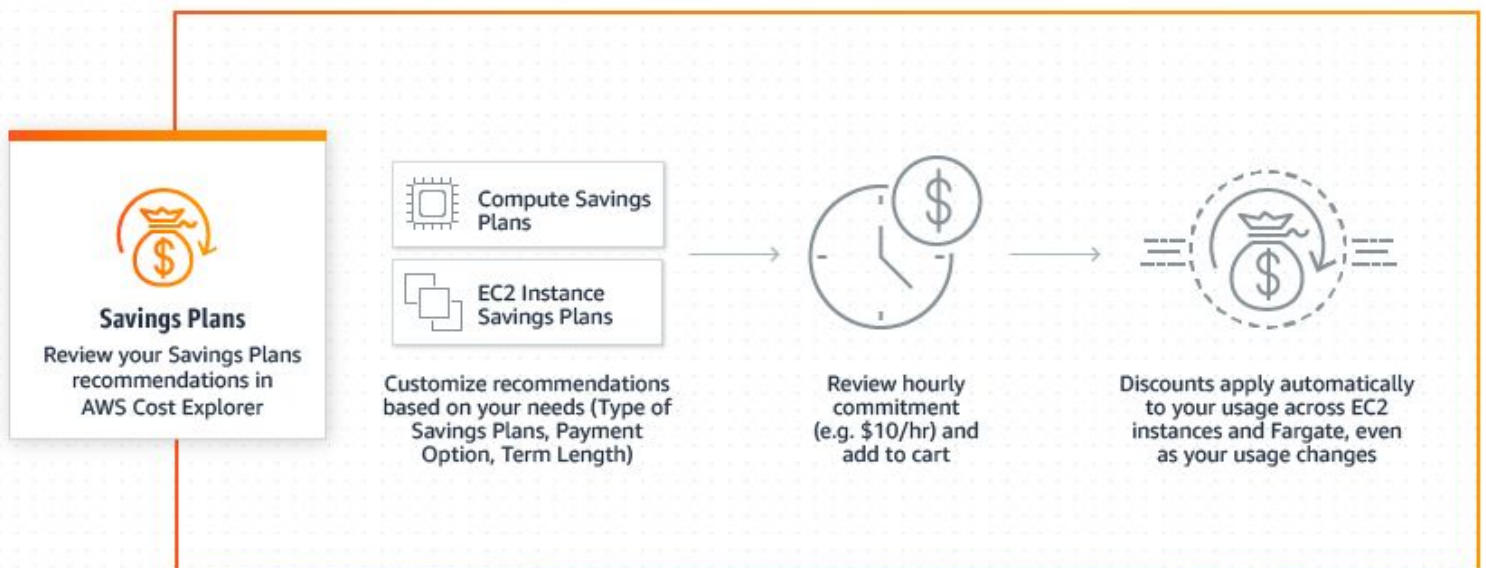 Savings Plans
Review your Savings Plans
recommendations in
AWS Cost Explorer
Compute Savings
Plans
EC2 Instance
Savings Plans
Customize recommendations
based on your needs (Type of
Savings Plans, Payment
Option, Term Length)
$
Review hourly
commitment
(e.g. $10/hr) and
add to cart
$
Discounts apply automatically
to your usage across EC2
instances and Fargate, even
as your usage changes